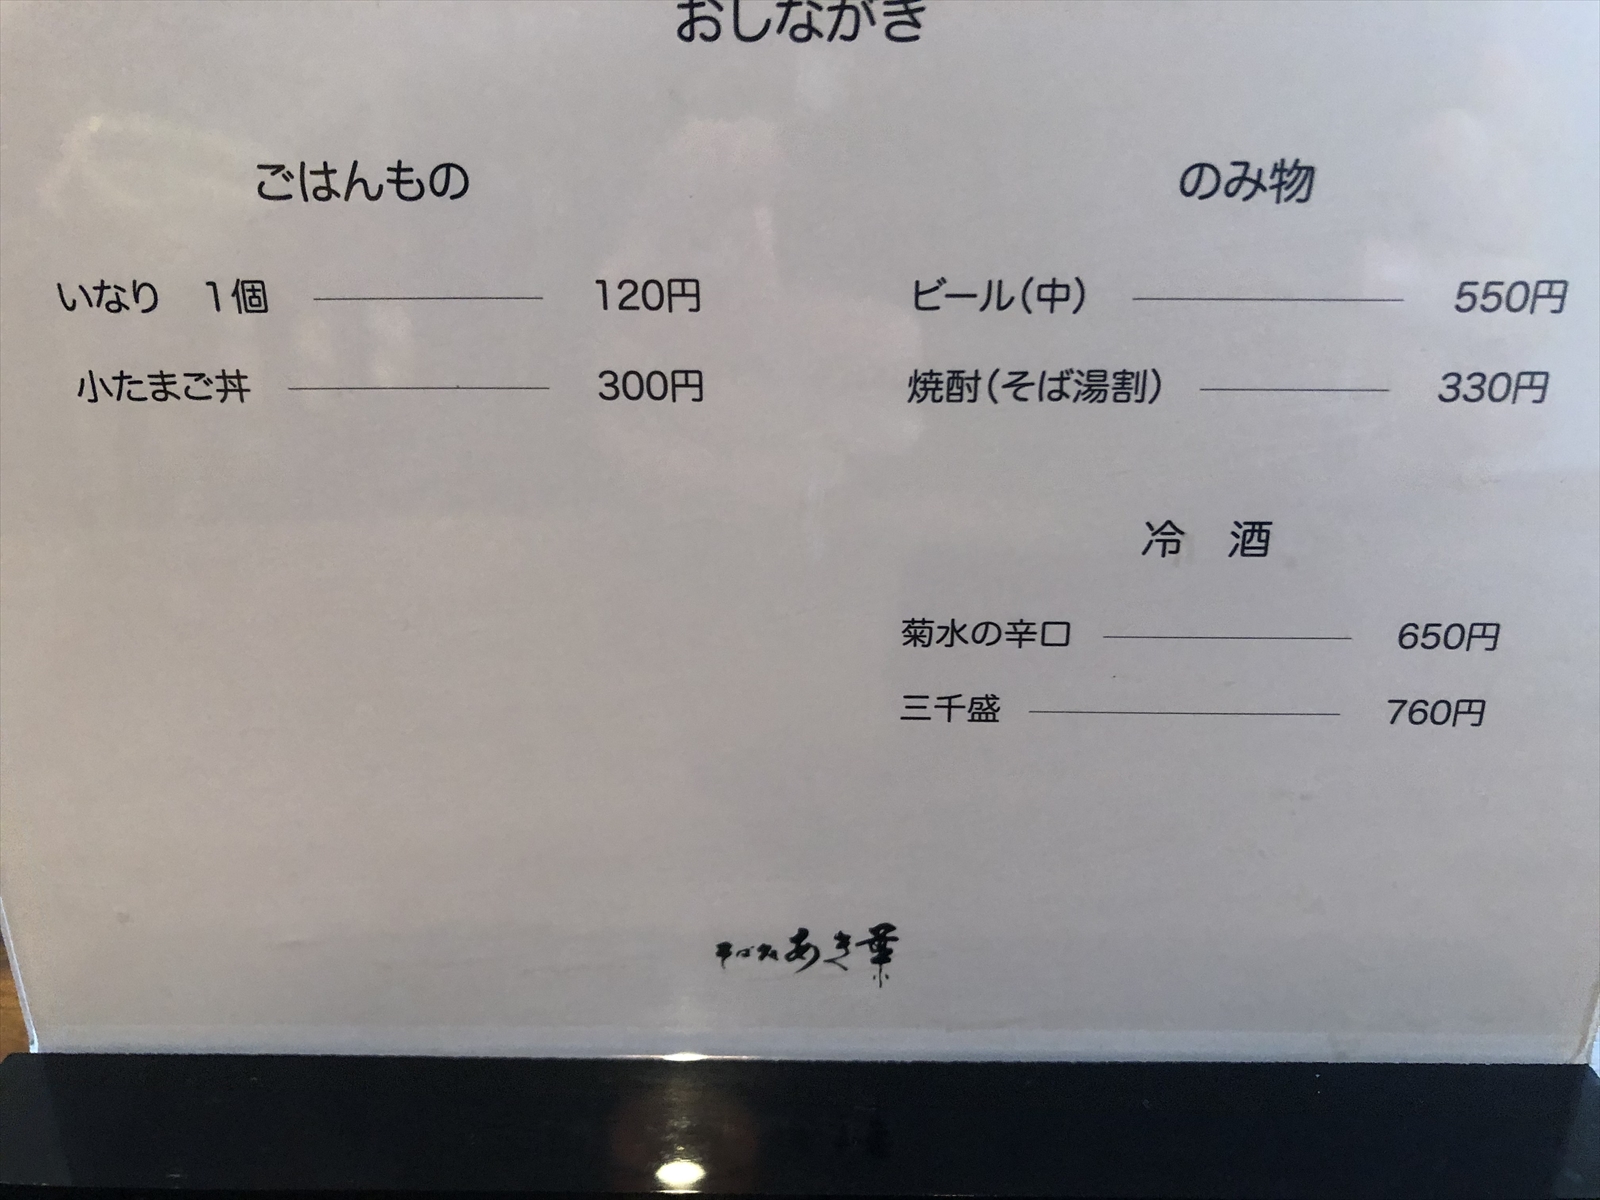 おしながき
ごはんもの
いなり　1個 120円
小たまご丼 300円
のみ物
ビール(中) 550円
焼酎(そば湯割) 330円
冷　酒
菊水の辛口 650円
三千盛 760円
そば処あき葉